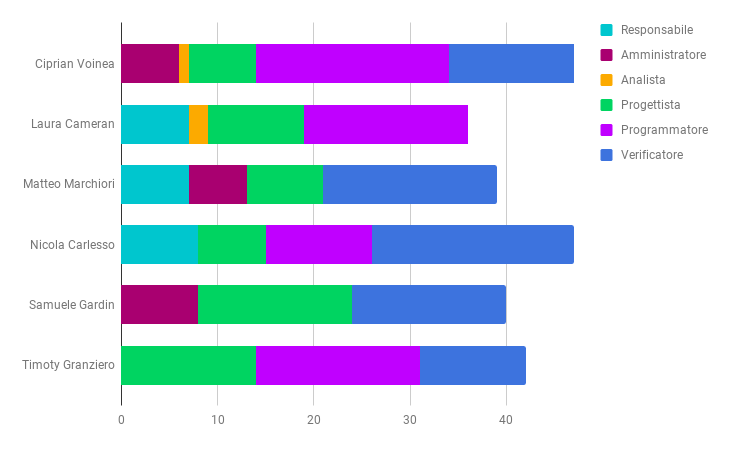 Responsabile
Amministratore
Analista
Progettista
Programmatore
Verificatore
Ciprian Voinea
Laura Cameran
Matteo Marchiori
Nicola Carlesso
Samuele Gardin
Timoty Granziero
0 10 20 30 40